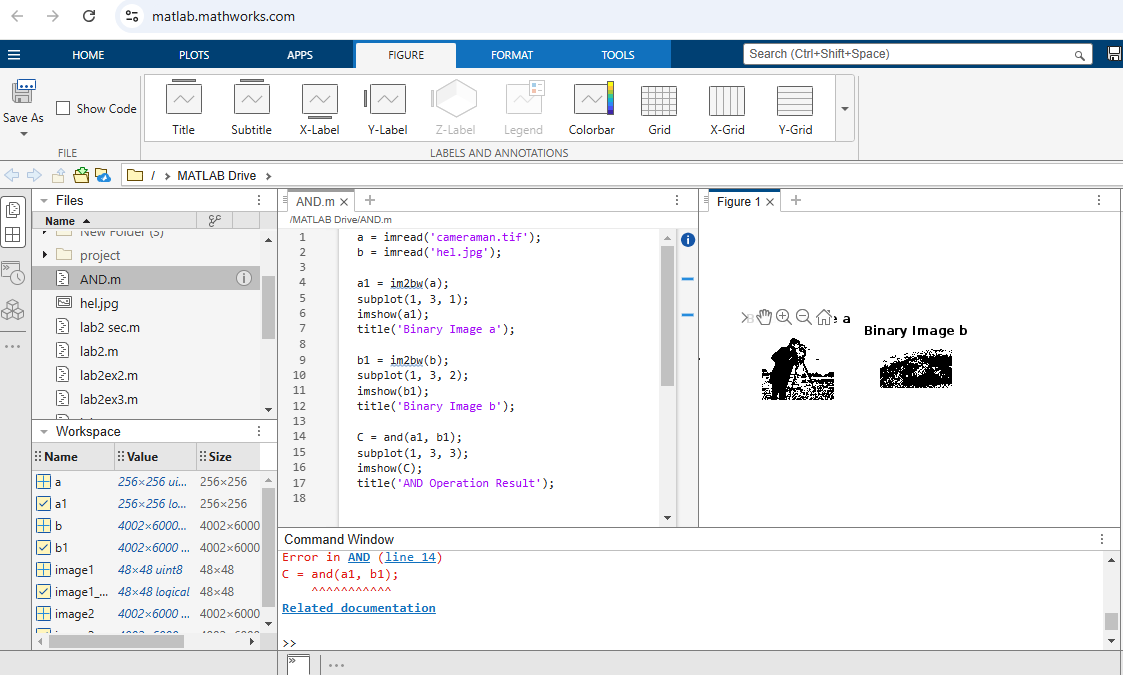 matlab.mathworks.com
HOME PLOTS APPS FIGURE FORMAT TOOLS Search (Ctrl+Shift+Space)
Save As Show Code Title Subtitle X-Label Y-Label Z-Label Legend Colorbar Grid X-Grid Y-Grid
FILE LABELS AND ANNOTATIONS
/ MATLAB Drive
Files
Name
New Folder (3)
project
AND.m
hel.jpg
lab2 sec.m
lab2.m
lab2ex2.m
lab2ex3.m
Workspace
Name Value Size
a 256×256 ui... 256×256
a1 256×256 lo... 256×256
b 4002×6000... 4002×6000
b1 4002×6000 ... 4002×6000
image1 48×48 uint8 48×48
image1_... 48×48 logical 48×48
image2 4002×6000 ... 4002×6000
AND.m
/MATLAB Drive/AND.m
1 a = imread('cameraman.tif');
2 b = imread('hel.jpg');
3
4 a1 = im2bw(a);
5 subplot(1, 3, 1);
6 imshow(a1);
7 title('Binary Image a');
8
9 b1 = im2bw(b);
10 subplot(1, 3, 2);
11 imshow(b1);
12 title('Binary Image b');
13
14 C = and(a1, b1);
15 subplot(1, 3, 3);
16 imshow(C);
17 title('AND Operation Result');
18
Figure 1
a
Binary Image b
Command Window
Error in AND (line 14)
C = and(a1, b1);
^^^^^^^^^^^
Related documentation
>>